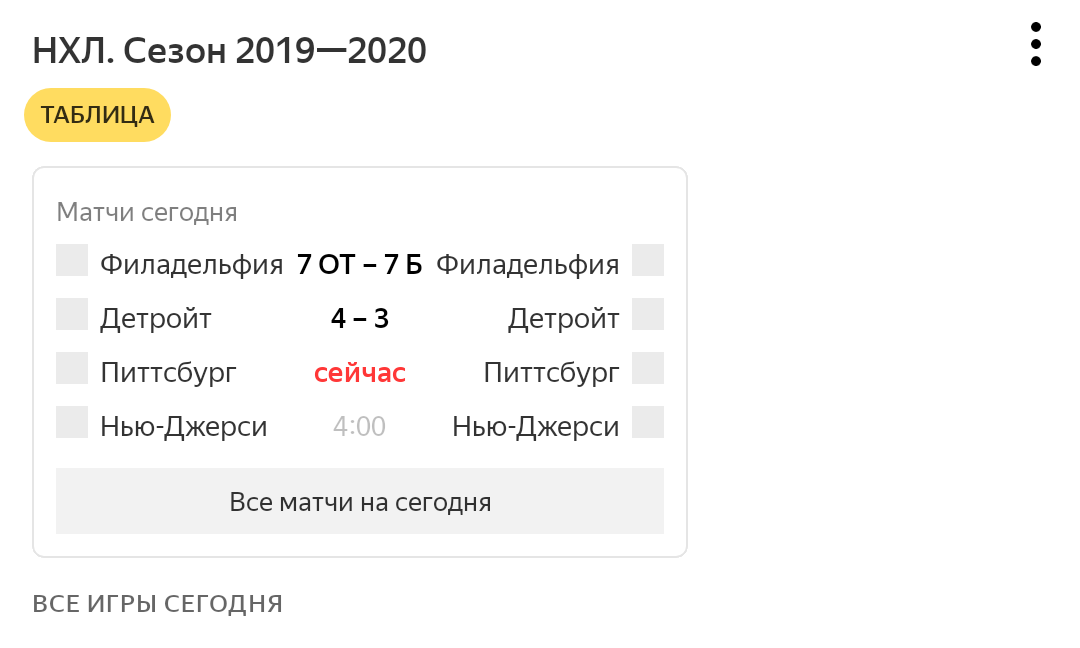 НХЛ. Сезон 2019—2020
ТАБЛИЦА
Матчи сегодня
Филадельфия 7 ОТ – 7 Б Филадельфия
Детройт 4 – 3 Детройт
Питтсбург сейчас Питтсбург
Нью-Джерси 4:00 Нью-Джерси
Все матчи на сегодня
ВСЕ ИГРЫ СЕГОДНЯ